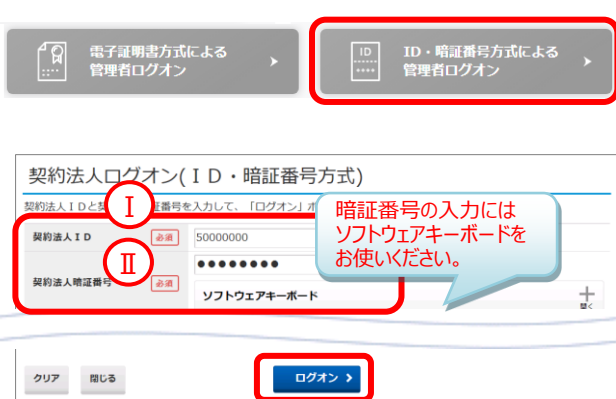 電子証明書方式による
管理者ログオン
ID
ID・暗証番号方式による
管理者ログオン
契約法人ログオン(ＩＤ・暗証番号方式)
契約法人ＩＤと契
Ⅰ
証番号を入力して、「ログオン」ボ
暗証番号の入力には
ソフトウェアキーボードを
お使いください。
契約法人ＩＤ
必須
50000000
Ⅱ
契約法人暗証番号
必須
●●●●●●●●
ソフトウェアキーボード
開く
クリア
閉じる
ログオン